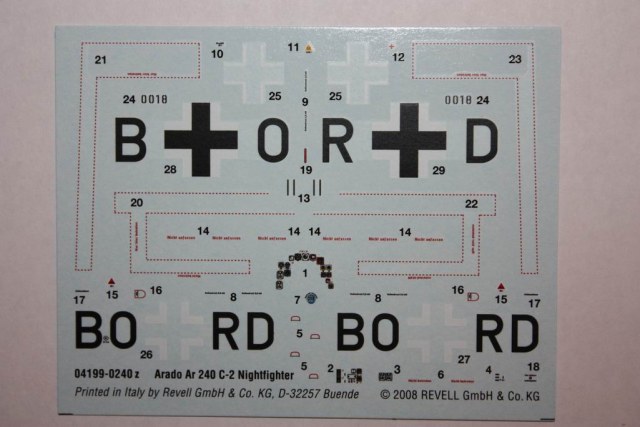 21 10 11 12 23
25 25
24 0018 9 0018 24
B O R D
28 19 29
20 13 22
14 14 14 14
1
17 15 16 8 7 8 16 15 17
BO RD BO RD
5
26 5 27
04199-0240 z Arado Ar 240 C-2 Nightfighter 2 3 6 4 18
Printed in Italy by Revell GmbH & Co. KG, D-32257 Buende © 2008 REVELL GmbH & Co. KG